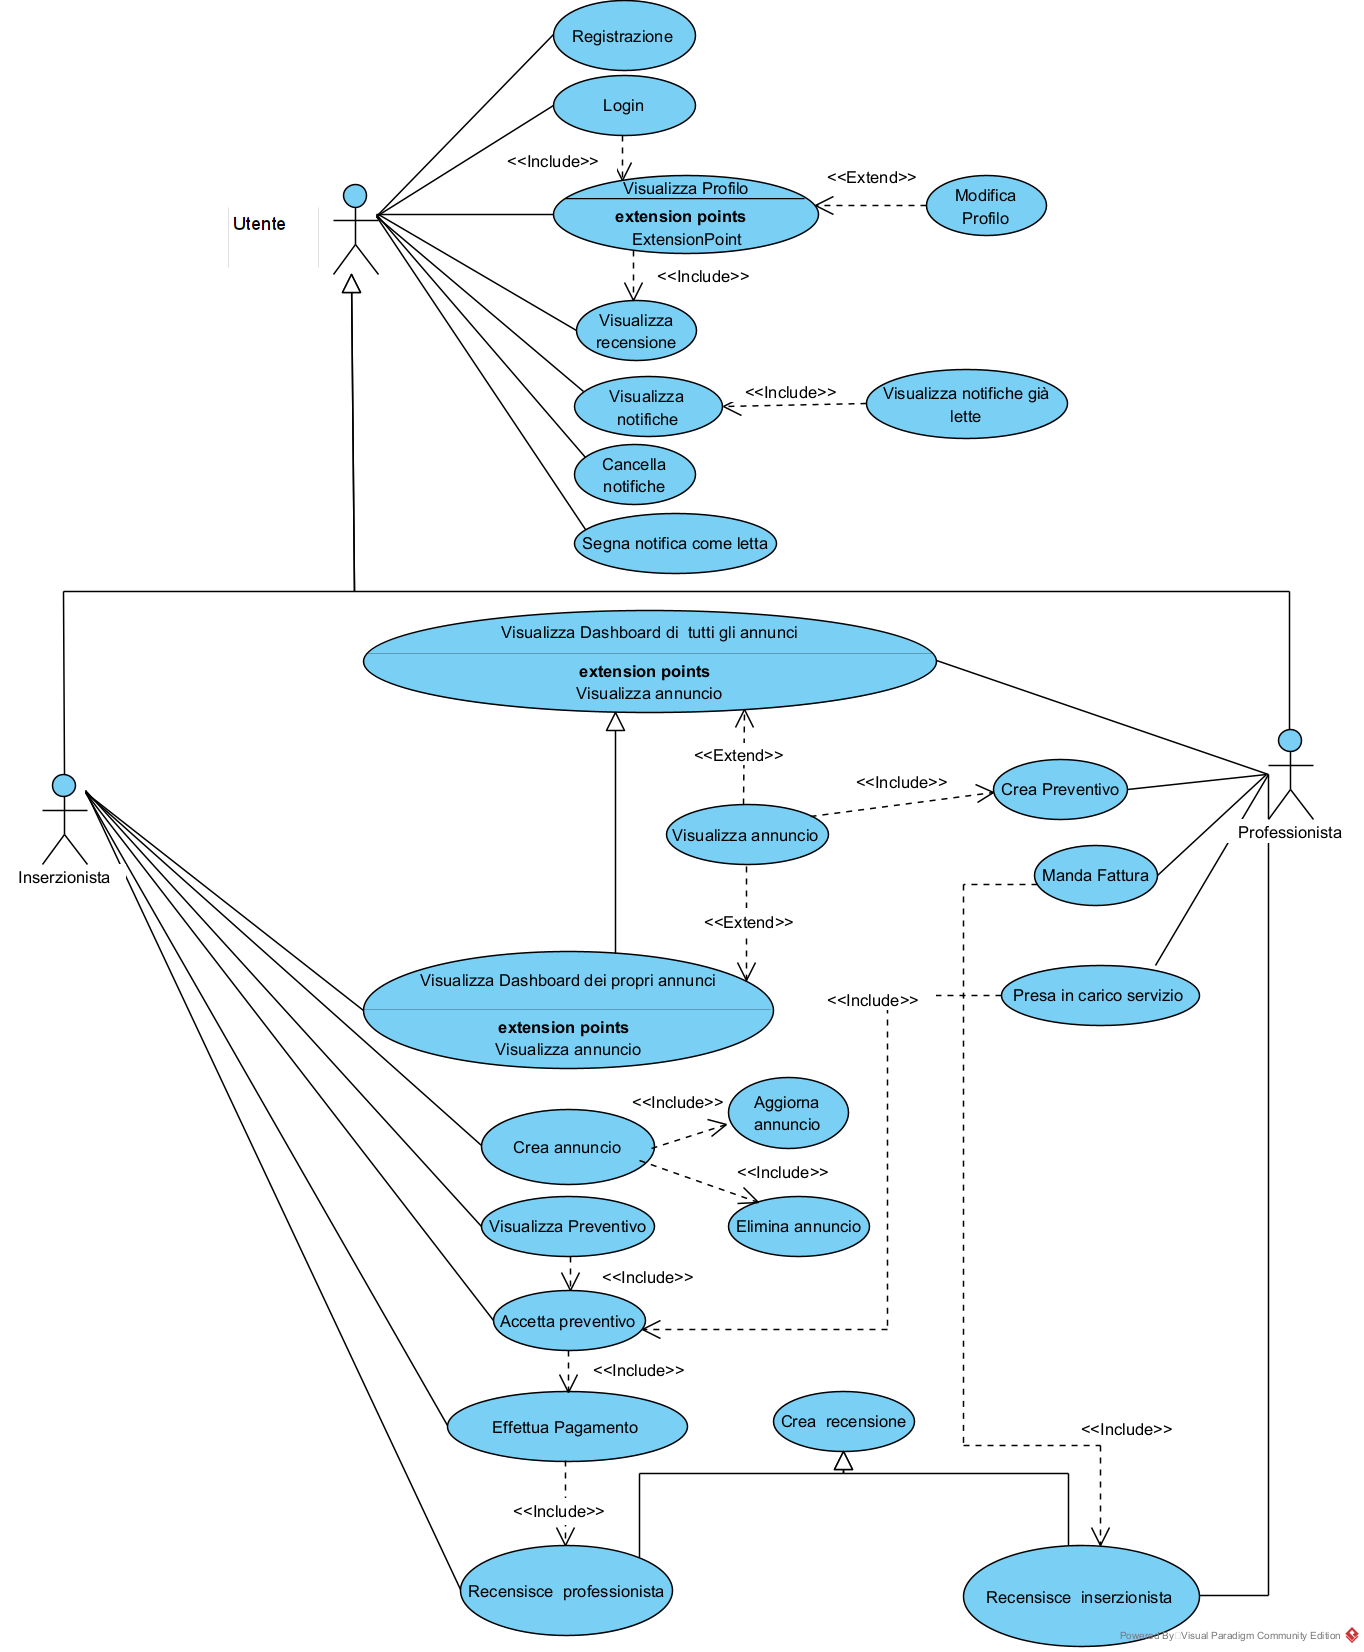 Registrazione
Login
<<Include>>
Visualizza Profilo
extension points
ExtensionPoint
<<Extend>>
Modifica
Profilo
Utente
<<Include>>
Visualizza
recensione
Visualizza
notifiche
<<Include>>
Visualizza notifiche già
lette
Cancella
notifiche
Segna notifica come letta
Visualizza Dashboard di tutti gli annunci
extension points
Visualizza annuncio
<<Extend>>
<<Include>>
Crea Preventivo
Professionista
Visualizza annuncio
Inserzionista
Manda Fattura
<<Extend>>
Visualizza Dashboard dei propri annunci
extension points
Visualizza annuncio
<<Include>>
Presa in carico servizio
<<Include>>
Aggiorna
annuncio
Crea annuncio
<<Include>>
Elimina annuncio
Visualizza Preventivo
<<Include>>
Accetta preventivo
<<Include>>
Effettua Pagamento
Crea recensione
<<Include>>
<<Include>>
Recensisce professionista
Recensisce inserzionista
Powered By Visual Paradigm Community Edition